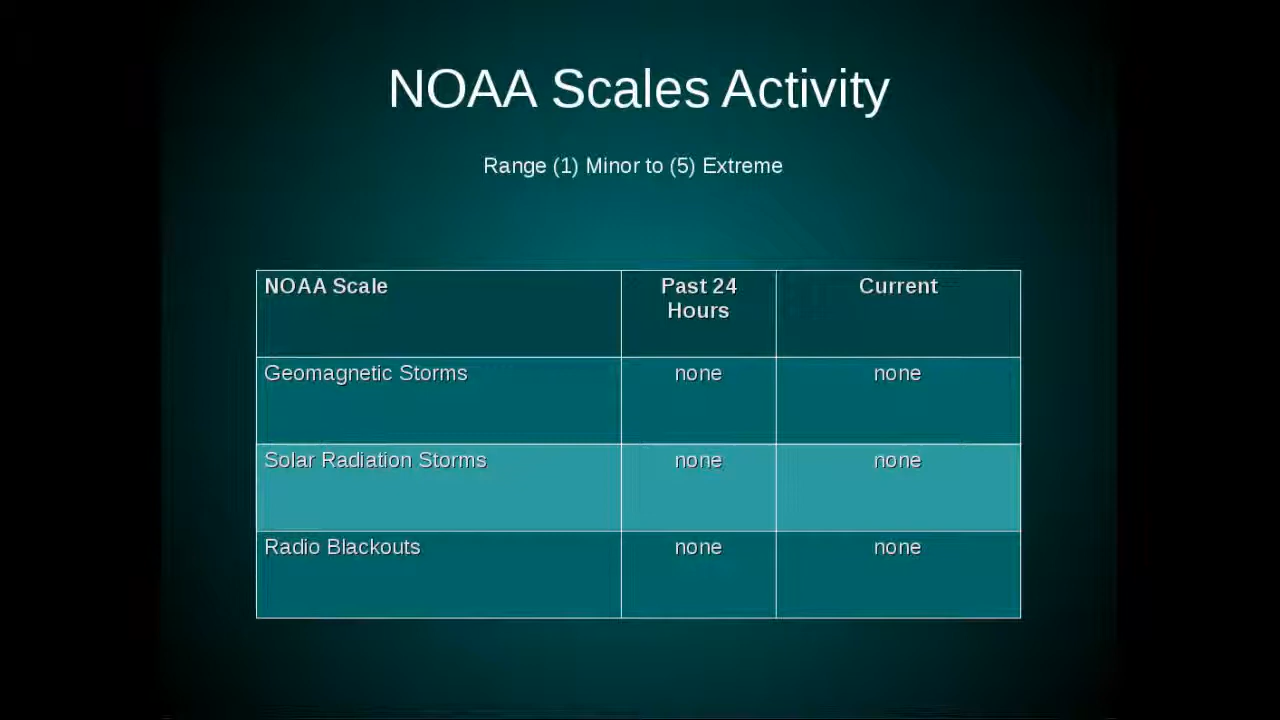 NOAA Scales Activity
Range (1) Minor to (5) Extreme
NOAA Scale Past 24 Hours Current
Geomagnetic Storms none none
Solar Radiation Storms none none
Radio Blackouts none none